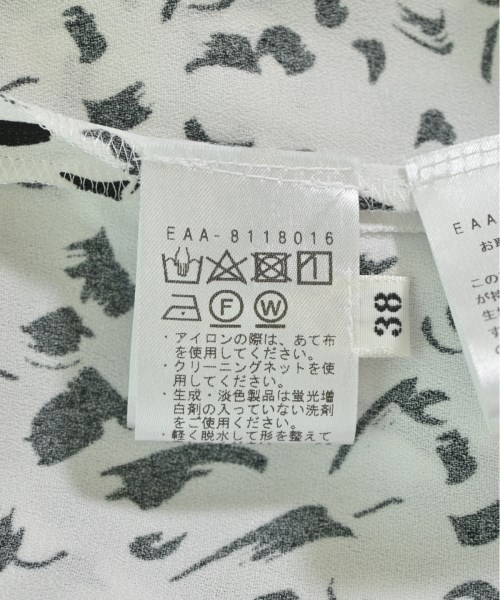 EAA-8118016
F W
・アイロンの際は、あて布
を使用してください。
・クリーニングネットを使
用してください。
・生成・淡色製品は蛍光増
白剤の入っていない洗剤
をご使用ください。
・軽く脱水して形を整えて
38
EAA
お取
この
生